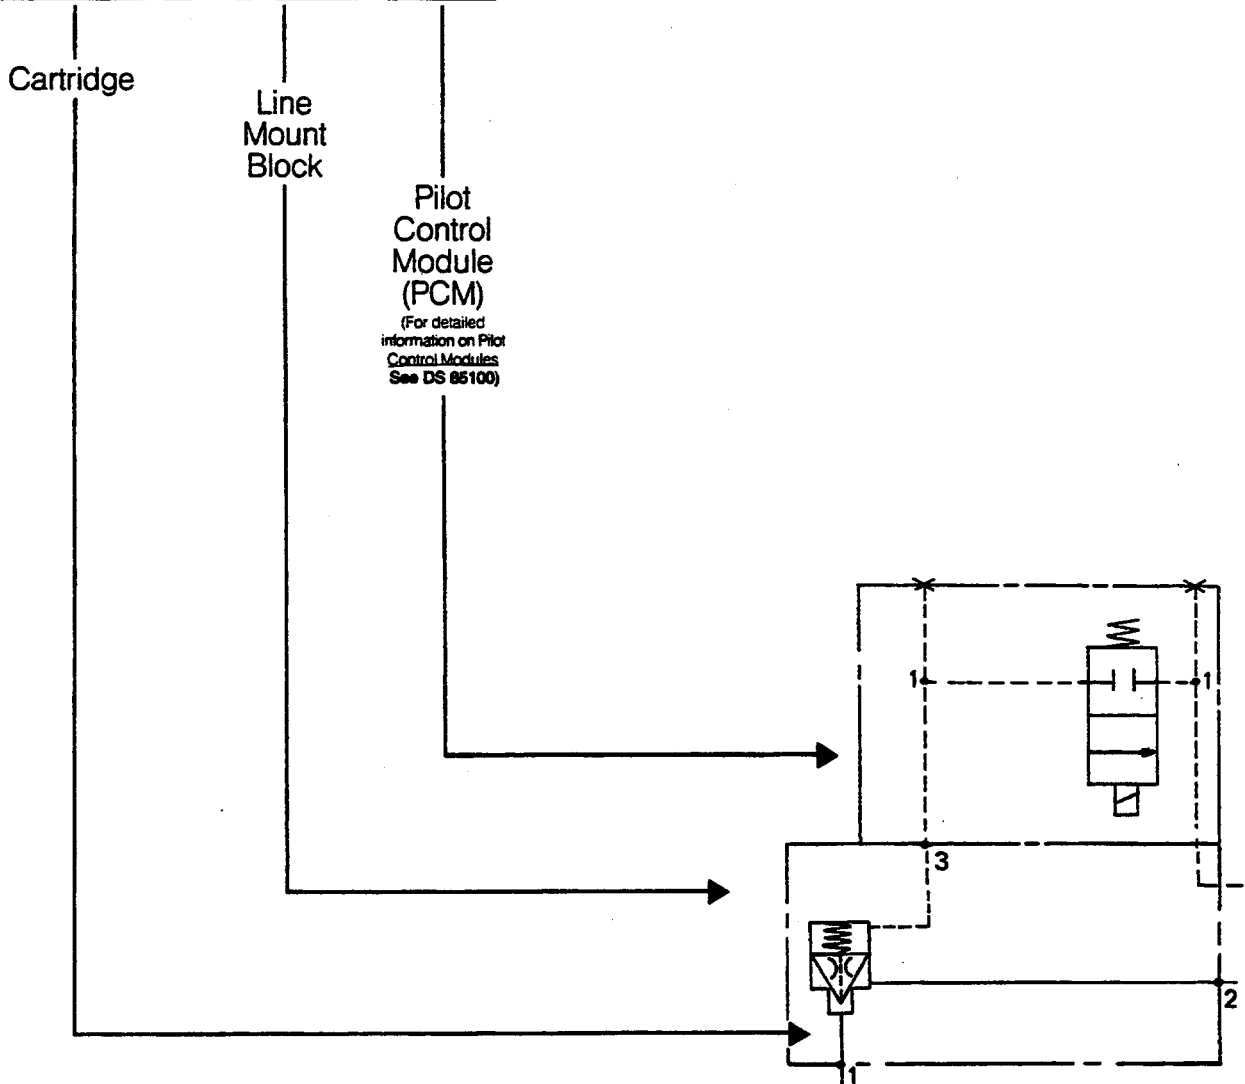 Cartridge
Line
Mount
Block
Pilot
Control
Module
(PCM)
(For detailed
information on Pilot
Control Modules
See DS 85100)
1
1
3
2
1